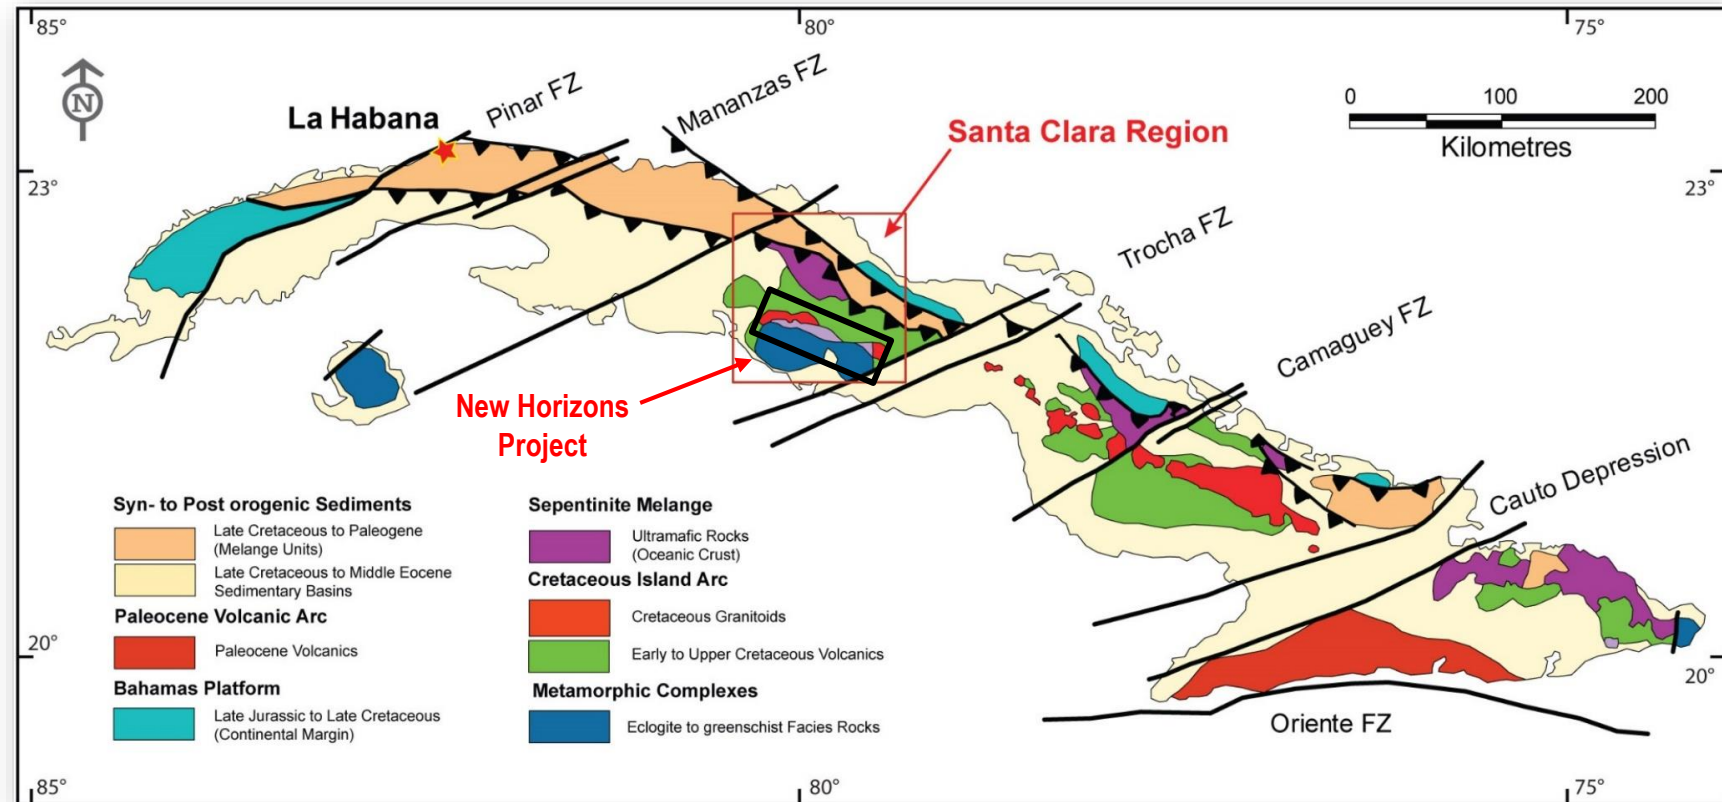 85°
80°
75°
Pinar FZ
Mananzas FZ
La Habana
N
0 100 200
Kilometres
Santa Clara Region
23°
23°
Trocha FZ
Camaguey FZ
New Horizons
Project
Cauto Depression
Syn- to Post orogenic Sediments
Late Cretaceous to Paleogene
(Melange Units)
Late Cretaceous to Middle Eocene
Sedimentary Basins
Paleocene Volcanic Arc
Paleocene Volcanics
Bahamas Platform
Late Jurassic to Late Cretaceous
(Continental Margin)
Sepentinite Melange
Ultramafic Rocks
(Oceanic Crust)
Cretaceous Island Arc
Cretaceous Granitoids
Early to Upper Cretaceous Volcanics
Metamorphic Complexes
Eclogite to greenschist Facies Rocks
20°
20°
Oriente FZ
85°
80°
75°